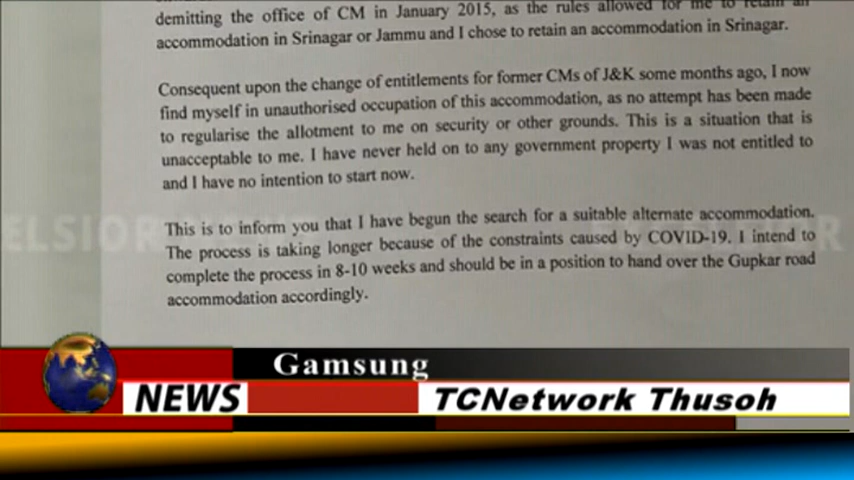 demitting the office of CM in January 2015, as the rules allowed for me to retain an
accommodation in Srinagar or Jammu and I chose to retain an accommodation in Srinagar.
Consequent upon the change of entitlements for former CMs of J&K some months ago, I now
find myself in unauthorised occupation of this accommodation, as no attempt has been made
to regularise the allotment to me on security or other grounds. This is a situation that is
unacceptable to me. I have never held on to any government property I was not entitled to
and I have no intention to start now.
This is to inform you that I have begun the search for a suitable alternate accommodation.
The process is taking longer because of the constraints caused by COVID-19. I intend to
complete the process in 8-10 weeks and should be in a position to hand over the Gupkar road
accommodation accordingly.
Gamsung
NEWS
TCNetwork Thusoh